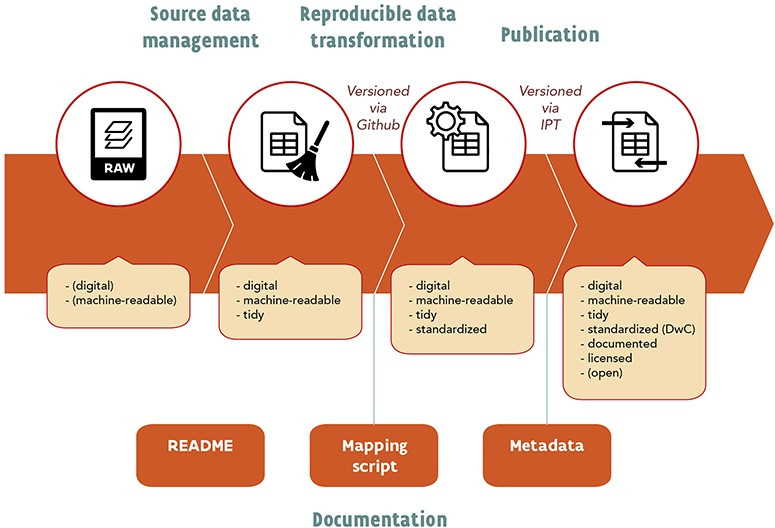 Source data
management
Reproducible data
transformation
Publication
Versioned
via
Github
Versioned
via
IPT
RAW
- (digital)
- (machine-readable)
- digital
- machine-readable
- tidy
- digital
- machine-readable
- tidy
- standardized
- digital
- machine-readable
- tidy
- standardized (DwC)
- documented
- licensed
- (open)
README
Mapping
script
Metadata
Documentation